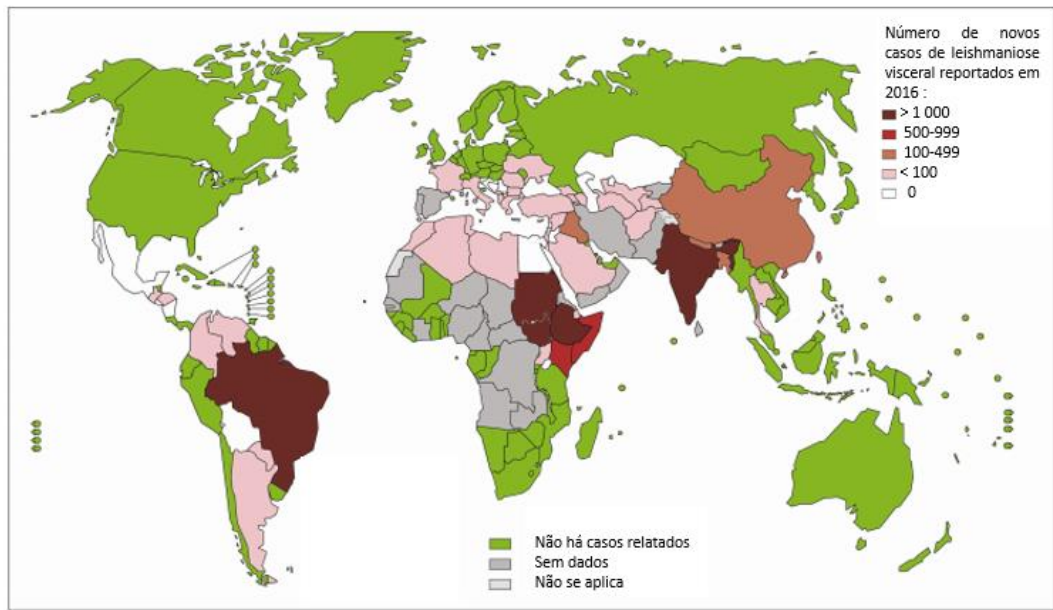 Número de novos
casos de leishmaniose
visceral reportados em
2016 :
> 1 000
500-999
100-499
< 100
0
Não há casos relatados
Sem dados
Não se aplica